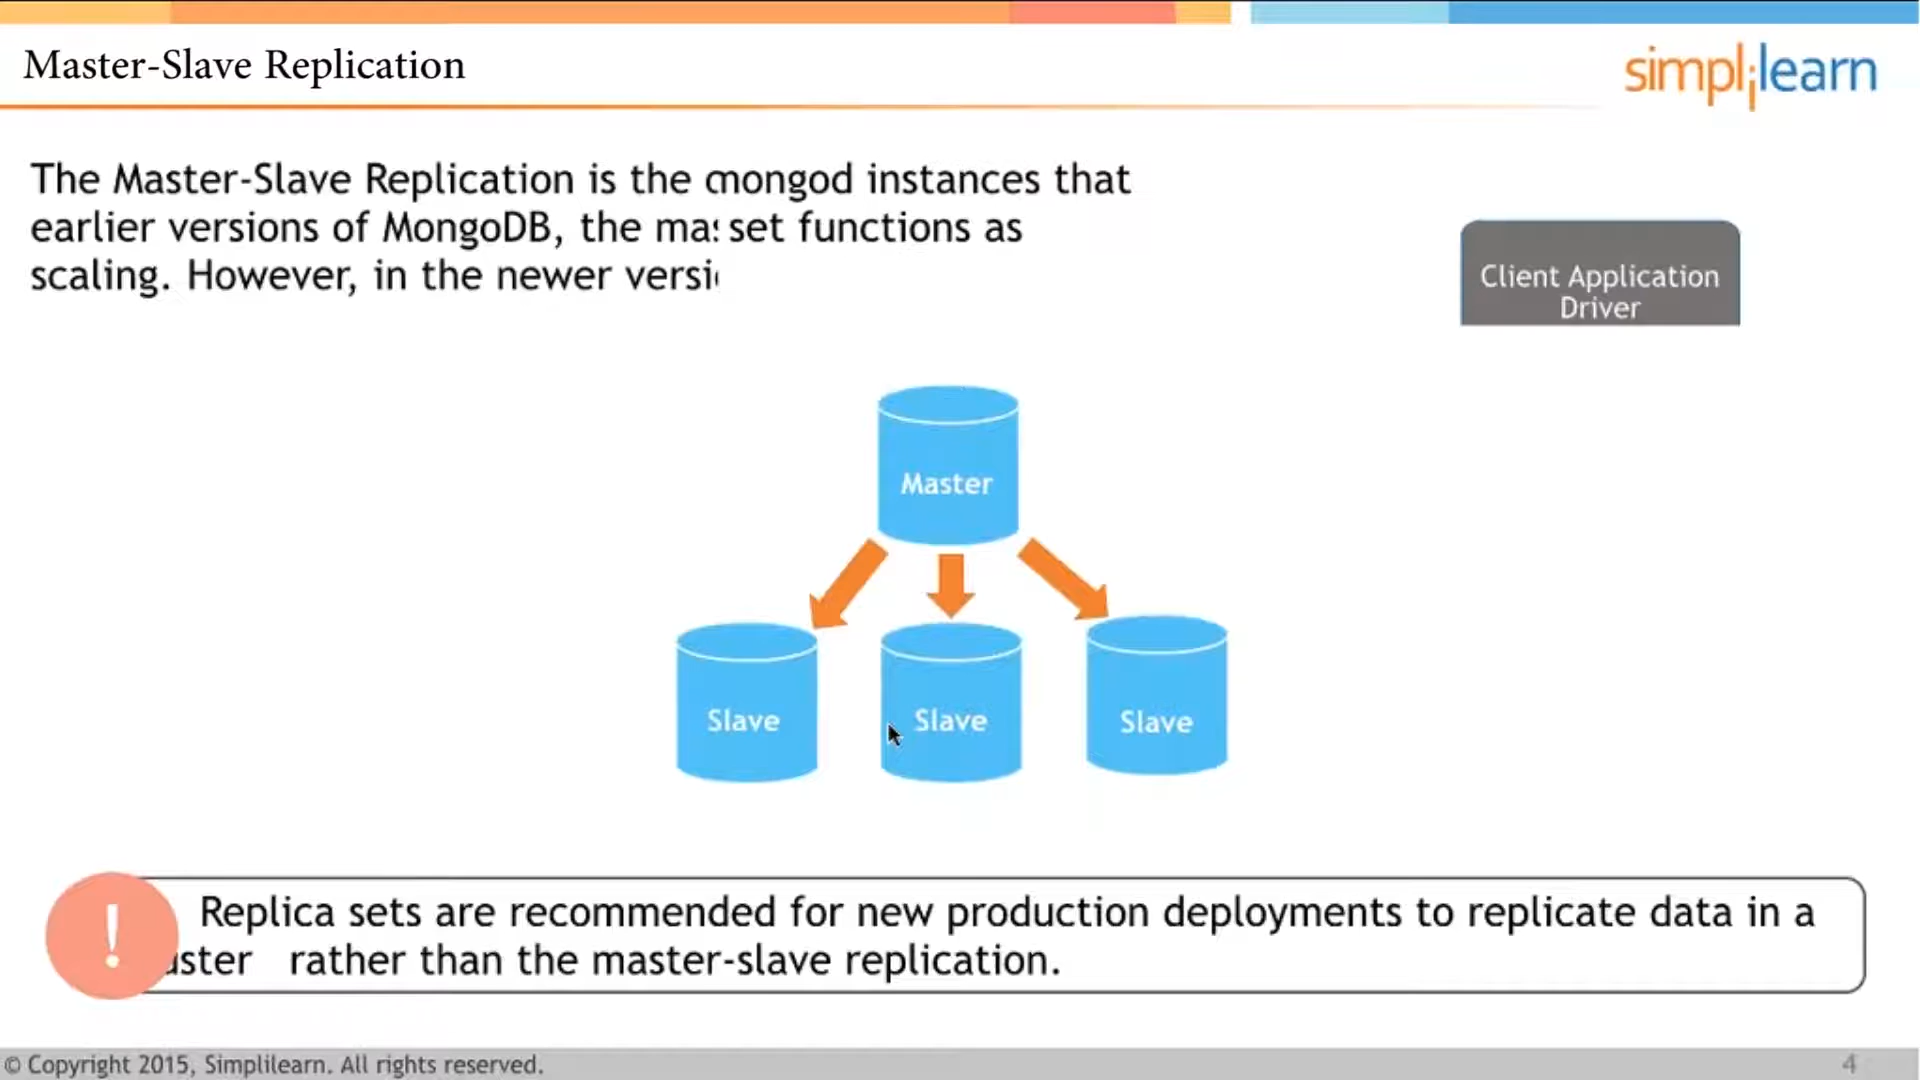 Master-Slave Replication
simplilearn
The Master-Slave Replication is the mongod instances that
earlier versions of MongoDB, the mas set functions as
scaling. However, in the newer versi
Client Application
Driver
Master
Slave
Slave
Slave
!
Replica sets are recommended for new production deployments to replicate data in a
aster rather than the master-slave replication.
© Copyright 2015, Simplilearn. All rights reserved.
4